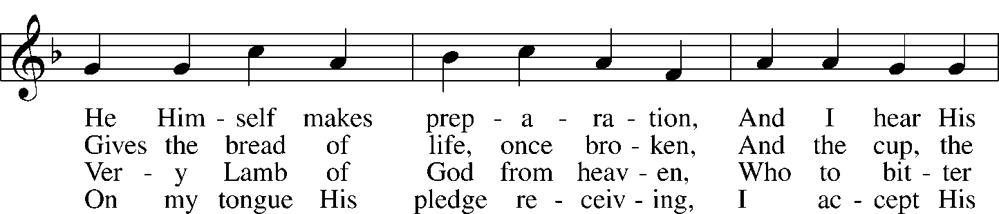 He Him - self makes prep - a - ra - tion, And I hear His
Gives the bread of life, once bro - ken, And the cup, the
Ver - y Lamb of God from heav - en, Who to bit - ter
On my tongue His pledge re - ceiv - ing, I ac - cept His